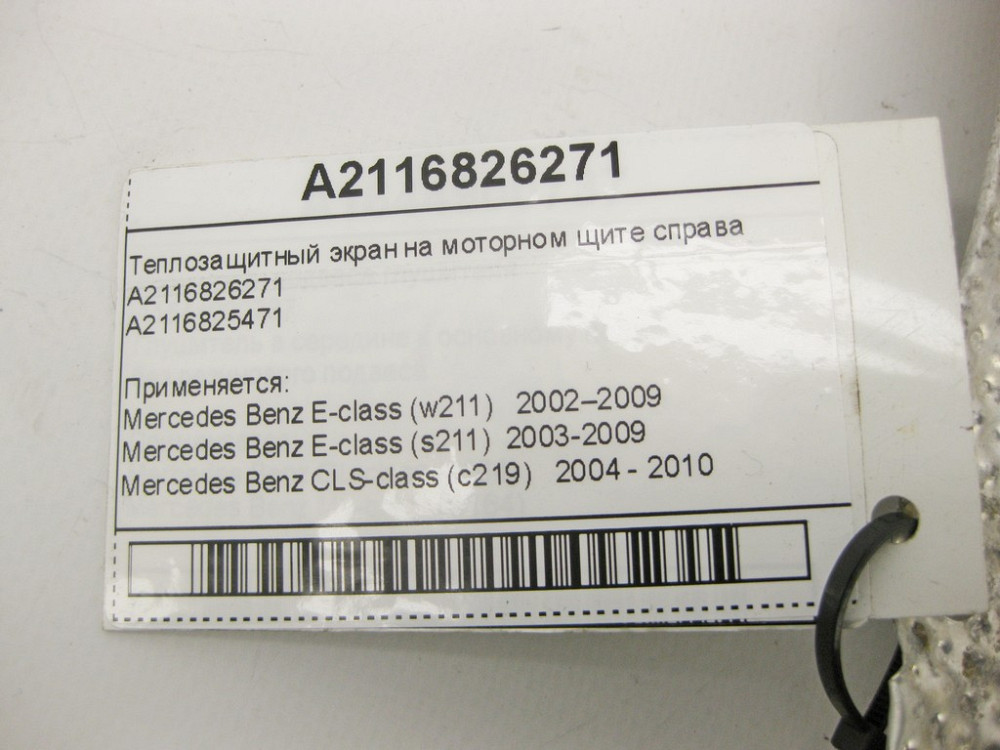 A2116826271
Теплозащитный экран на моторном щите справа
A2116826271
A2116825471
Применяется:
Mercedes Benz E-class (w211) 2002–2009
Mercedes Benz E-class (s211) 2003-2009
Mercedes Benz CLS-class (c219) 2004 - 2010